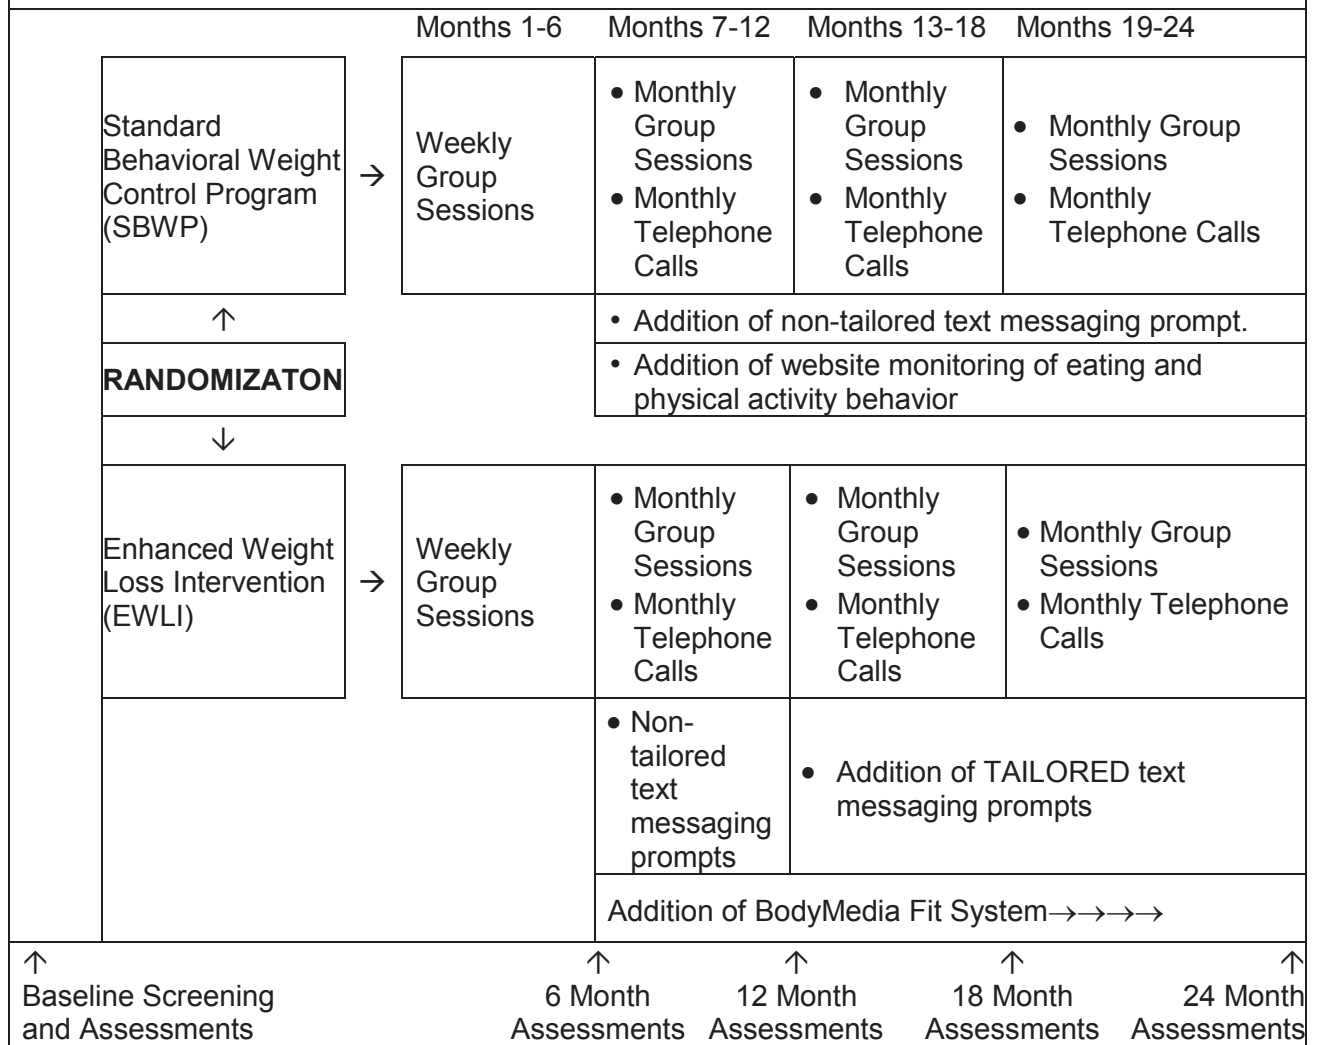 Months 1-6 Months 7-12 Months 13-18 Months 19-24
Standard
Behavioral Weight
Control Program
(SBWP)
→
Weekly
Group
Sessions
• Monthly
Group
Sessions
• Monthly
Telephone
Calls
• Monthly
Group
Sessions
• Monthly
Telephone
Calls
• Monthly Group
Sessions
• Monthly
Telephone Calls
↑
• Addition of non-tailored text messaging prompt.
RANDOMIZATON
• Addition of website monitoring of eating and
physical activity behavior
↓
Enhanced Weight
Loss Intervention
(EWLI)
→
Weekly
Group
Sessions
• Monthly
Group
Sessions
• Monthly
Telephone
Calls
• Monthly
Group
Sessions
• Monthly
Telephone
Calls
• Monthly Group
Sessions
• Monthly Telephone
Calls
• Non-
tailored
text
messaging
prompts
• Addition of TAILORED text
messaging prompts
Addition of BodyMedia Fit System→→→→
↑ ↑ ↑ ↑ ↑
Baseline Screening
and Assessments
6 Month
Assessments
12 Month
Assessments
18 Month
Assessments
24 Month
Assessments